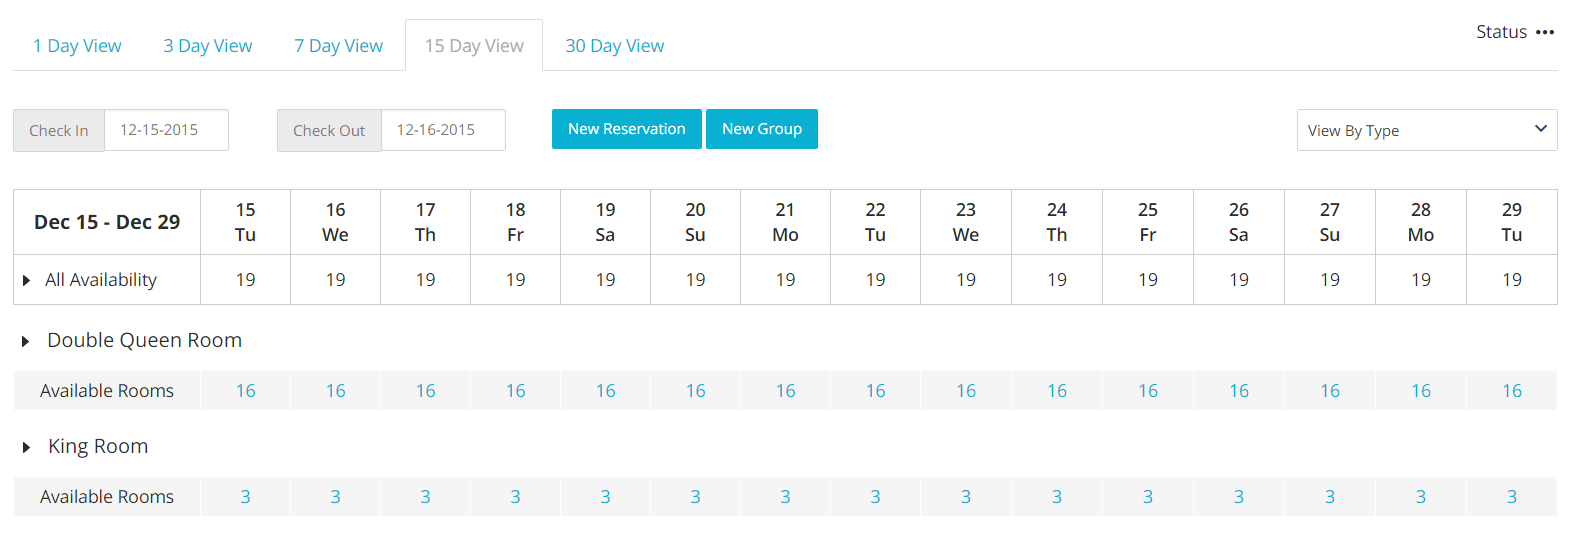 1 Day View 3 Day View 7 Day View 15 Day View 30 Day View Status •••
Check In 12-15-2015 Check Out 12-16-2015 New Reservation New Group View By Type
Dec 15 - Dec 29 15 16 17 18 19 20 21 22 23 24 25 26 27 28 29
Tu We Th Fr Sa Su Mo Tu We Th Fr Sa Su Mo Tu
All Availability 19 19 19 19 19 19 19 19 19 19 19 19 19 19 19
Double Queen Room
Available Rooms 16 16 16 16 16 16 16 16 16 16 16 16 16 16 16
King Room
Available Rooms 3 3 3 3 3 3 3 3 3 3 3 3 3 3 3